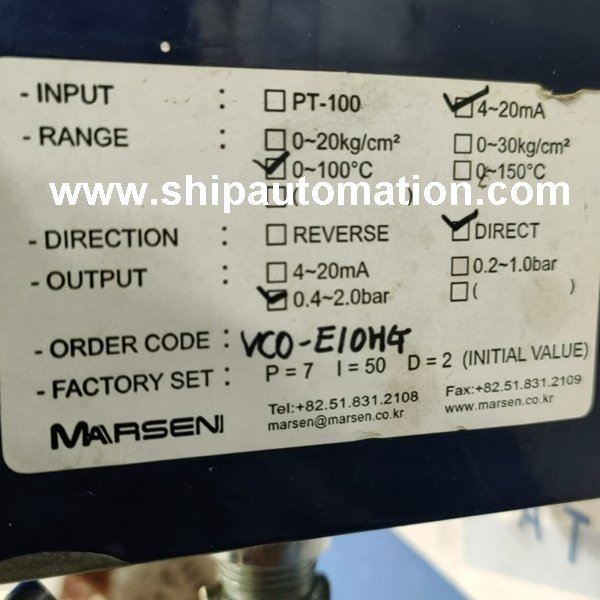 - INPUT : PT-100 4~20mA
- RANGE : 0~20kg/cm² 0~30kg/cm²
0~100°C 0~150°C
www.shipautomation.com
( )
- DIRECTION : REVERSE DIRECT
- OUTPUT : 4~20mA 0.2~1.0bar
0.4~2.0bar ( )
- ORDER CODE : VCO-E10HG
- FACTORY SET : P = 7 I = 50 D = 2 (INITIAL VALUE)
MARSEN Tel:+82.51.831.2108 Fax:+82.51.831.2109
marsen@marsen.co.kr www.marsen.co.kr